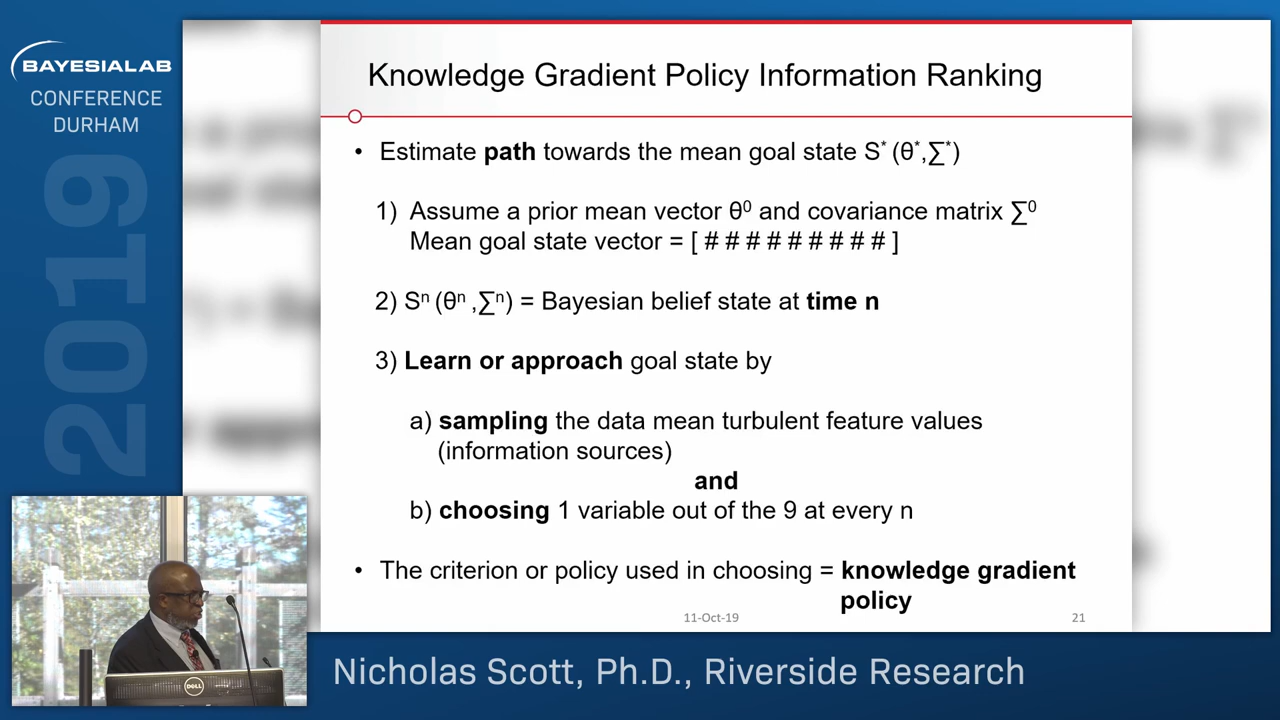 BAYESIALAB
CONFERENCE
DURHAM
2019
Knowledge Gradient Policy Information Ranking
• Estimate path towards the mean goal state S* (θ*,∑*)
1) Assume a prior mean vector θ⁰ and covariance matrix ∑⁰
Mean goal state vector = [ # # # # # # # # # ]
2) Sⁿ (θⁿ ,∑ⁿ) = Bayesian belief state at time n
3) Learn or approach goal state by
a) sampling the data mean turbulent feature values
(information sources)
and
b) choosing 1 variable out of the 9 at every n
• The criterion or policy used in choosing = knowledge gradient
policy
11-Oct-19
21
DELL
Nicholas Scott, Ph.D., Riverside Research